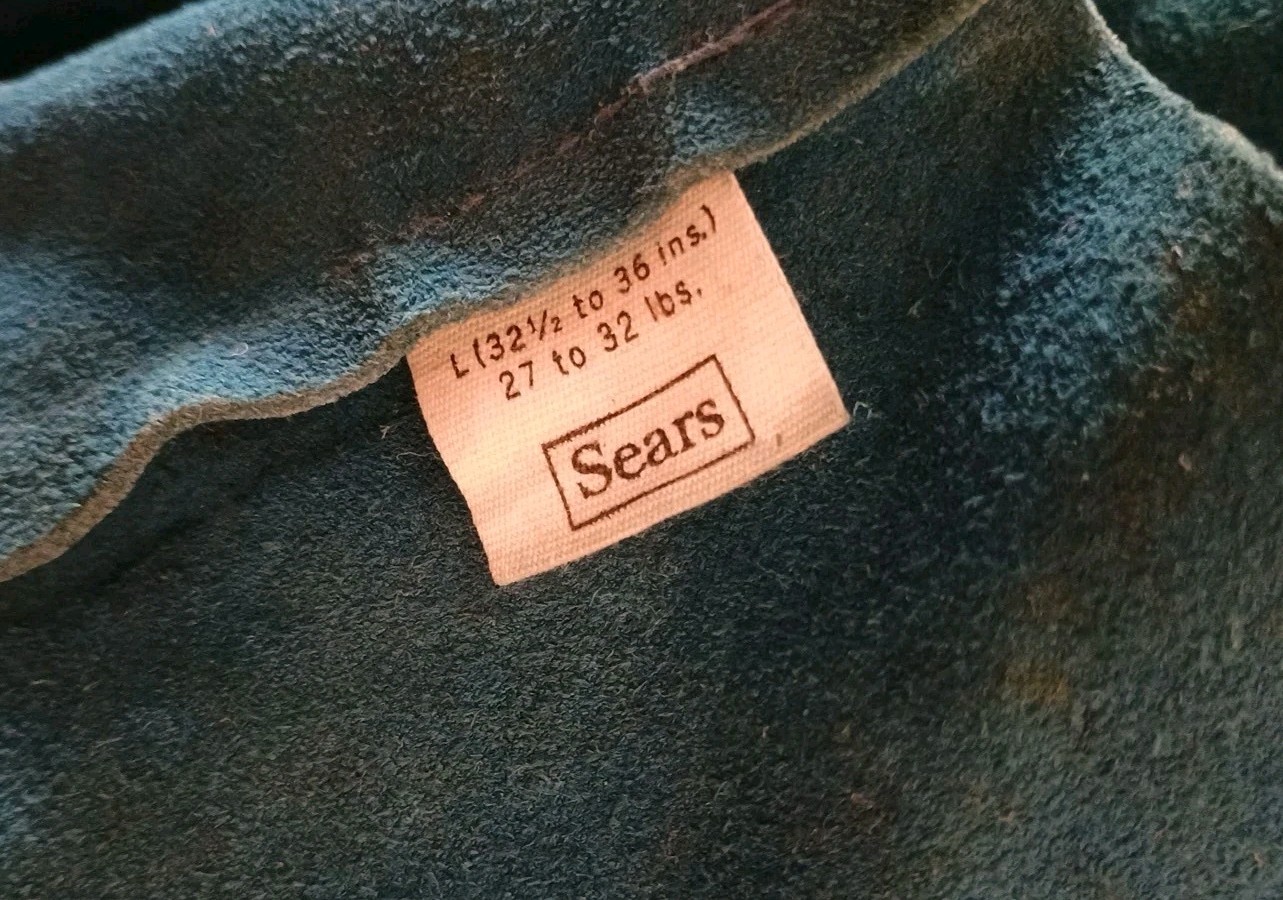 L (32½ to 36 ins.)
27 to 32 lbs.
Sears